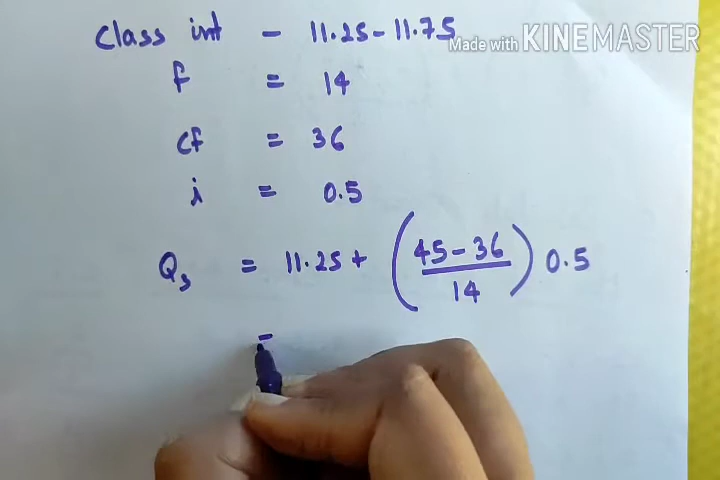 Class int - 11.25-11.75
Made with KINEMASTER
f = 14
cf = 36
i = 0.5
Q₃ = 11.25 + (45-36/14) 0.5
=